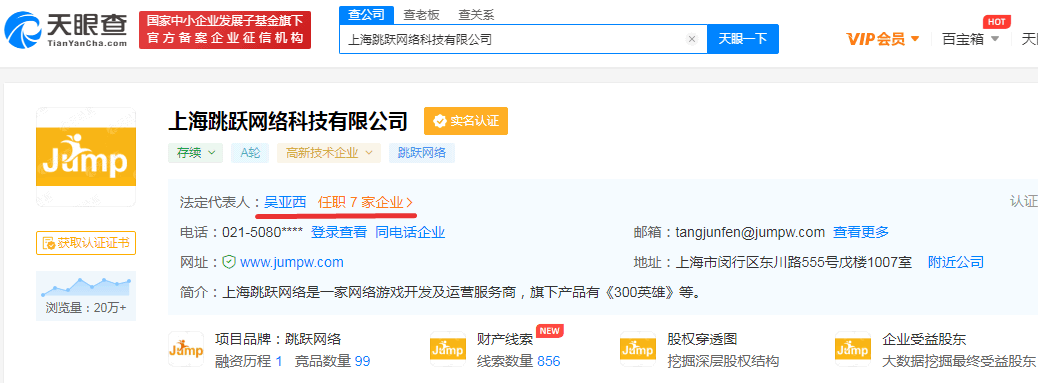 天眼查
TianYanCha.com
国家中小企业发展子基金旗下
官方备案企业征信机构
查公司 查老板 查关系
上海跳跃网络科技有限公司 × 天眼一下
VIP会员 百宝箱 HOT 天
Jump
上海跳跃网络科技有限公司 实名认证
存续 A轮 高新技术企业 跳跃网络
法定代表人：吴亚西 任职 7 家企业 > 认证
电话：021-5080**** 登录查看 同电话企业 邮箱：tangjunfen@jumpw.com 查看更多
获取认证证书
网址： www.jumpw.com 地址：上海市闵行区东川路555号戊楼1007室 附近公司
简介：上海跳跃网络是一家网络游戏开发及运营服务商，旗下产品有《300英雄》等。
浏览量：20万+
Jump 项目品牌：跳跃网络 Jump 财产线索 NEW Jump 股权穿透图 Jump 企业受益股东
融资历程 1 竞品数量 99 线索数量 856 挖掘深层股权结构 大数据挖掘最终受益股东